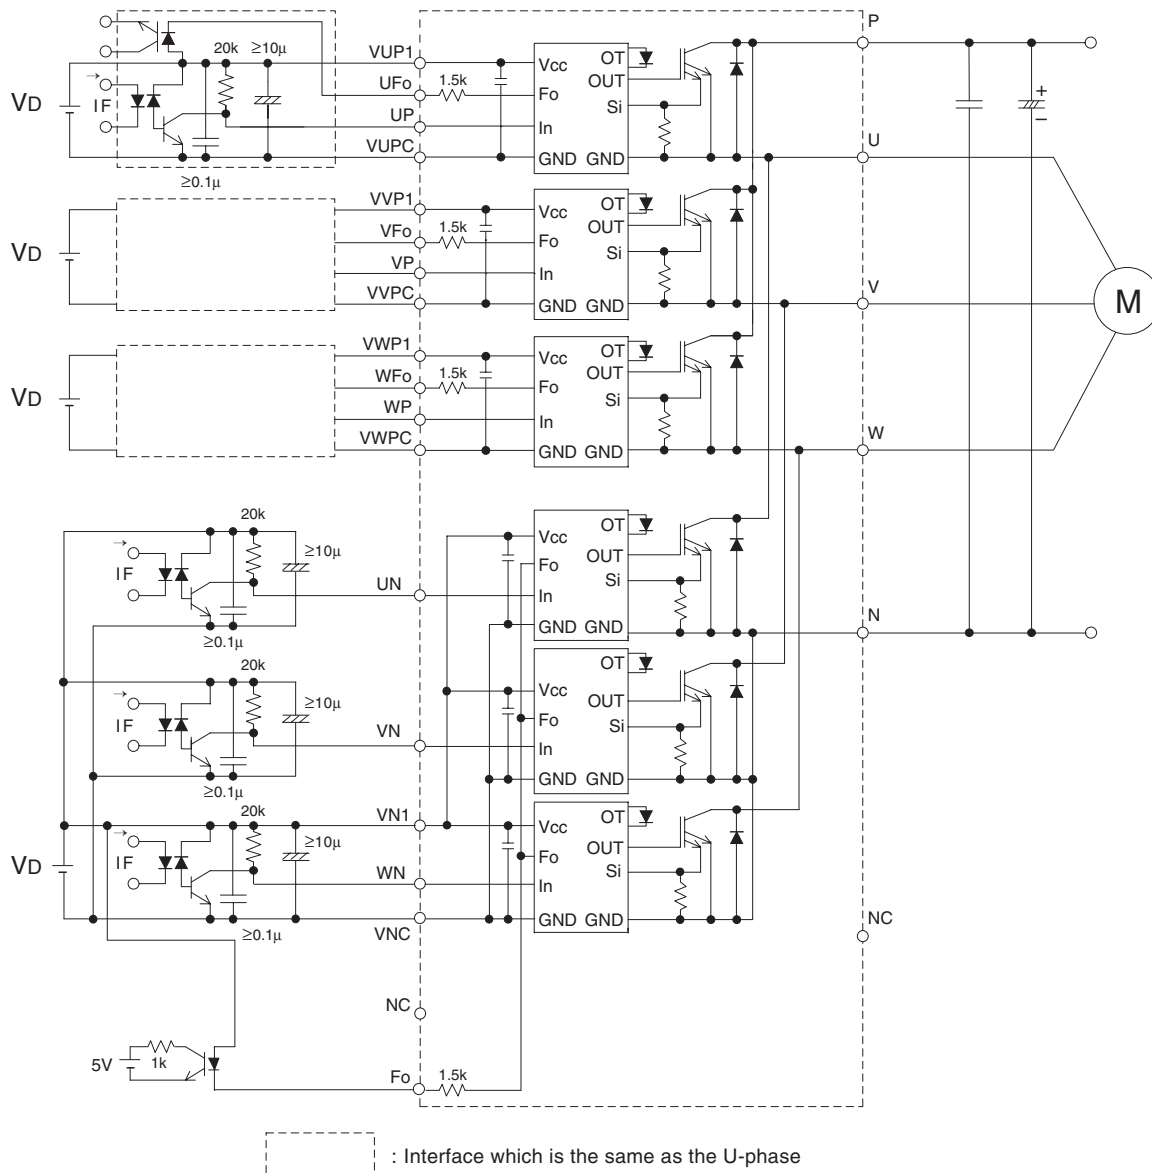 P
20k ≥10μ
VUP1
UFo
UP
VUPC
1.5k
VD
IF
≥0.1μ
Vcc
Fo
In
GND GND
OT
OUT
Si
+
−
U
VVP1
VFo
VP
VVPC
1.5k
VD
Vcc
Fo
In
GND GND
OT
OUT
Si
V
M
VWP1
WFo
WP
VWPC
1.5k
VD
Vcc
Fo
In
GND GND
OT
OUT
Si
W
20k
≥10μ
IF
UN
≥0.1μ
Vcc
Fo
In
GND GND
OT
OUT
Si
N
20k
≥10μ
IF
VN
≥0.1μ
Vcc
Fo
In
GND GND
OT
OUT
Si
20k
≥10μ
VN1
VD
IF
WN
VNC
≥0.1μ
Vcc
Fo
In
GND GND
OT
OUT
Si
NC
NC
5V
1k
Fo
1.5k
: Interface which is the same as the U-phase